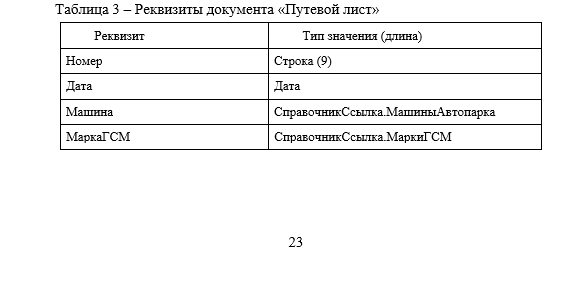 Таблица 3 – Реквизиты документа «Путевой лист»
Реквизит Тип значения (длина)
Номер Строка (9)
Дата Дата
Машина СправочникСсылка.МашиныАвтопарка
МаркаГСМ СправочникСсылка.МаркиГСМ
23